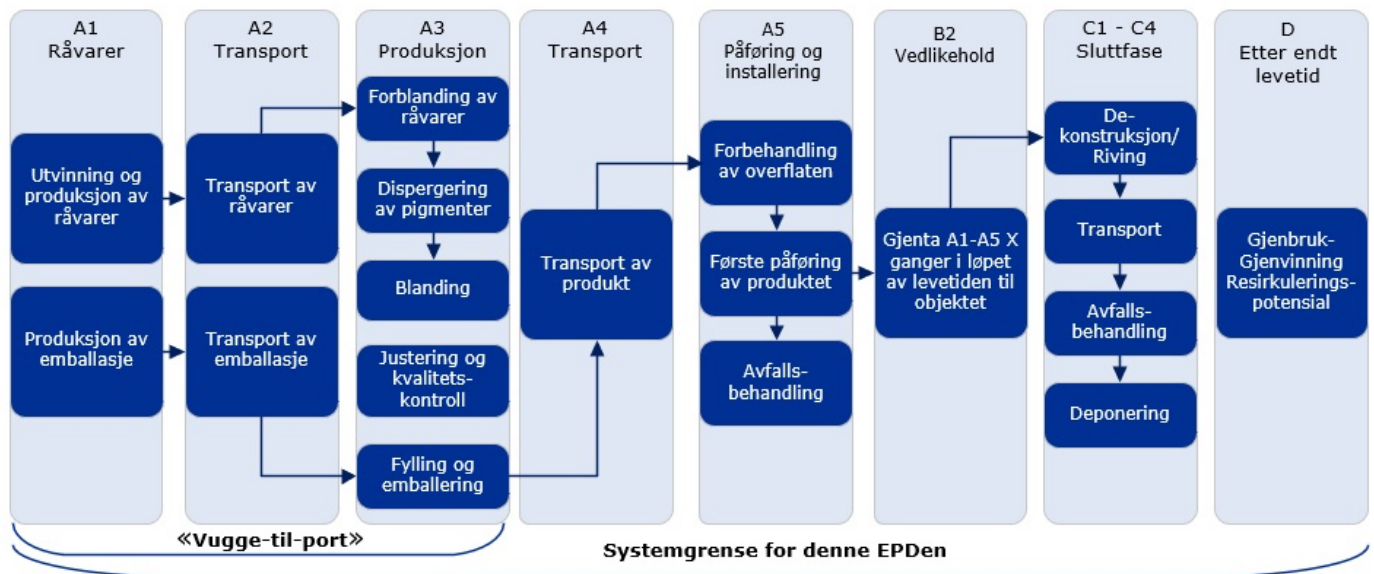 A1
Råvarer
Utvinning og
produksjon av
råvarer
Produksjon av
emballasje
A2
Transport
Transport av
råvarer
Transport av
emballasje
A3
Produksjon
Forblanding av
råvarer
Dispergering
av pigmenter
Blanding
Justering og
kvalitets-
kontroll
Fylling og
emballering
A4
Transport
Transport av
produkt
A5
Påføring og
installering
Forbehandling
av overflaten
Første påføring
av produktet
Avfalls-
behandling
B2
Vedlikehold
Gjenta A1-A5 X
ganger i løpet
av levetiden til
objektet
C1 - C4
Sluttfase
De-
konstruksjon/
Riving
Transport
Avfalls-
behandling
Deponering
D
Etter endt
levetid
Gjenbruk-
Gjenvinning
Resirkulerings-
potensial
«Vugge-til-port»
Systemgrense for denne EPDen